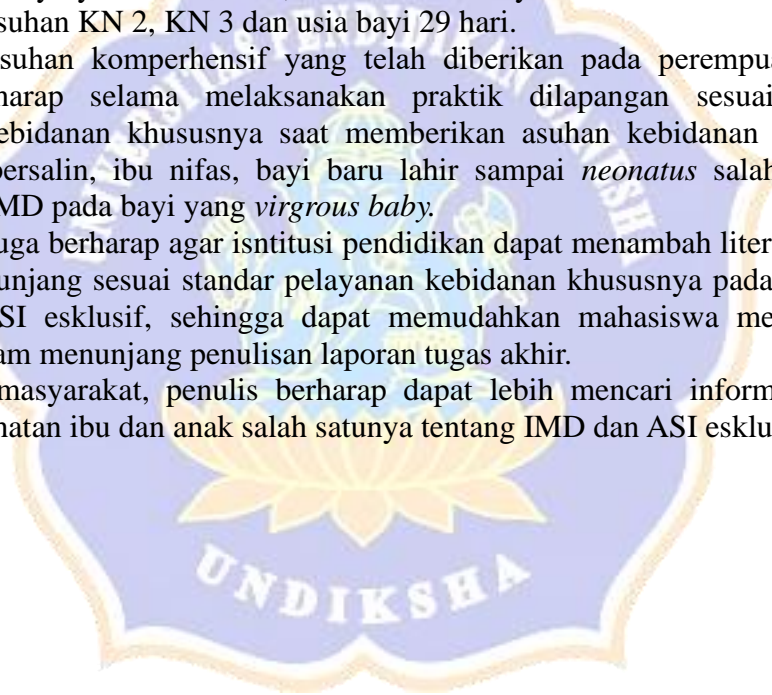 suhan KN 2, KN 3 dan usia bayi 29 hari.
suhan komperhensif yang telah diberikan pada perempua
harap selama melaksanakan praktik dilapangan sesuai
ebidanan khususnya saat memberikan asuhan kebidanan
bersalin, ibu nifas, bayi baru lahir sampai neonatus salah
MD pada bayi yang virgrous baby.
uga berharap agar isntitusi pendidikan dapat menambah liter
unjang sesuai standar pelayanan kebidanan khususnya pada
SI esklusif, sehingga dapat memudahkan mahasiswa me
am menunjang penulisan laporan tugas akhir.
masyarakat, penulis berharap dapat lebih mencari inform
hatan ibu dan anak salah satunya tentang IMD dan ASI esklu
UNDIKSHA